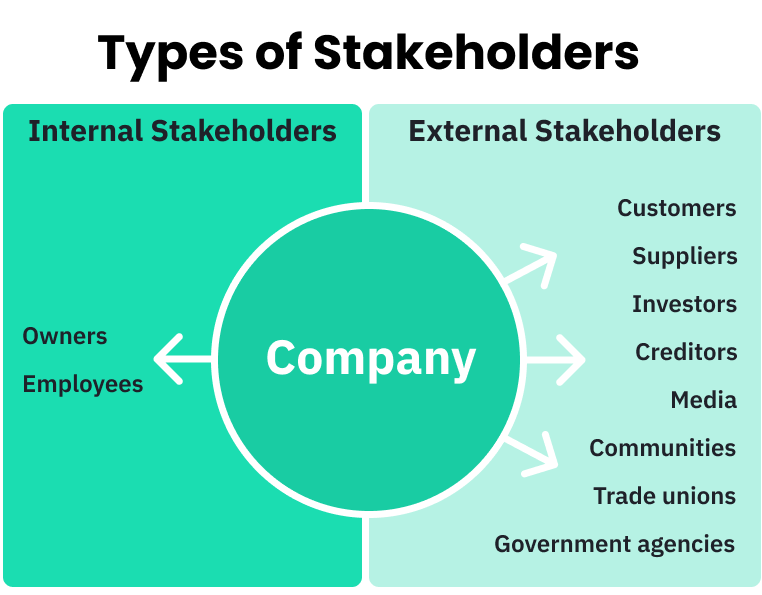 Types of Stakeholders
Internal Stakeholders
Owners
Employees
Company
External Stakeholders
Customers
Suppliers
Investors
Creditors
Media
Communities
Trade unions
Government agencies